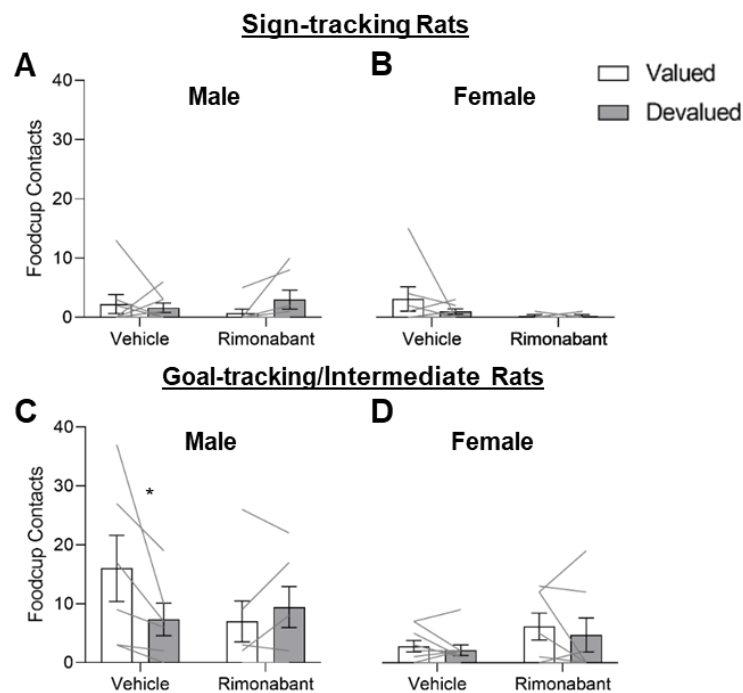 Sign-tracking Rats
A
B
Male
Female
Valued
Devalued
Foodcup Contacts
40
30
20
10
0
Vehicle
Rimonabant
Vehicle
Rimonabant
Goal-tracking/Intermediate Rats
C
D
Male
Female
Foodcup Contacts
40
30
20
10
0
*
Vehicle
Rimonabant
Vehicle
Rimonabant